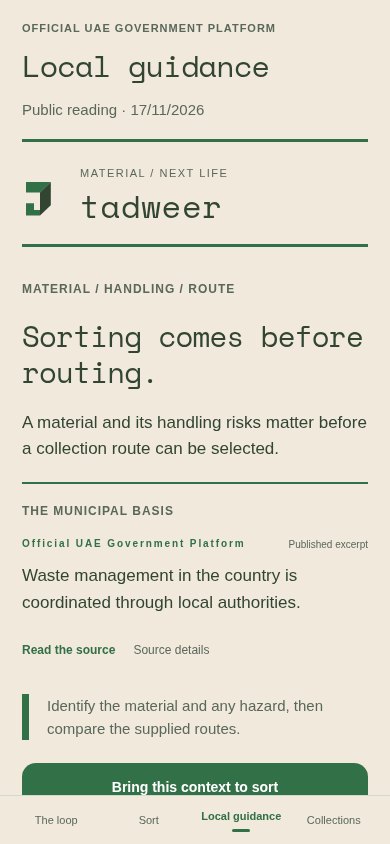 OFFICIAL UAE GOVERNMENT PLATFORM
Local guidance
Public reading · 17/11/2026
MATERIAL / NEXT LIFE
tadweer
MATERIAL / HANDLING / ROUTE
Sorting comes before
routing.
A material and its handling risks matter before
a collection route can be selected.
THE MUNICIPAL BASIS
Official UAE Government Platform
Published excerpt
Waste management in the country is
coordinated through local authorities.
Read the source
Source details
Identify the material and any hazard, then
compare the supplied routes.
Bring this context to sort
The loop
Sort
Local guidance
Collections